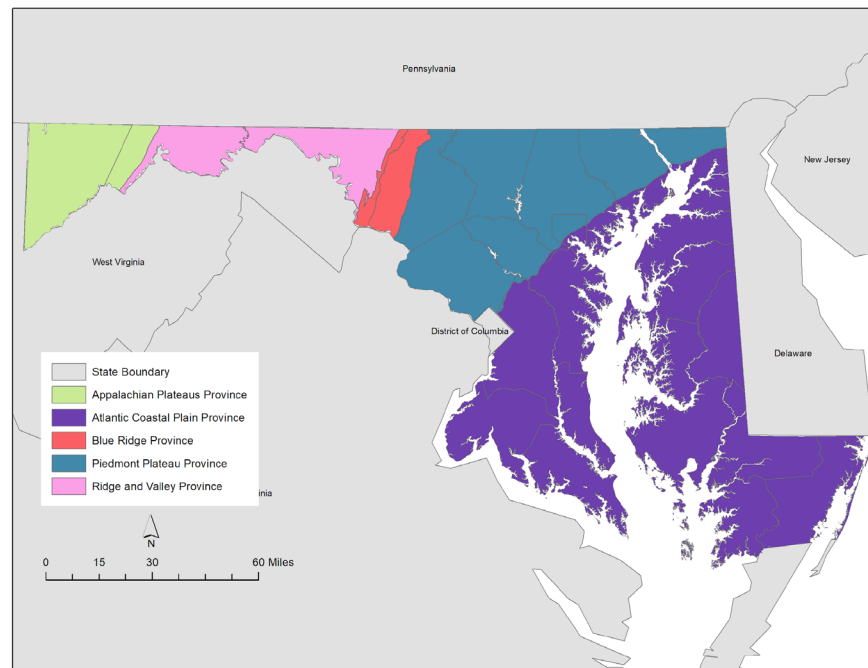 Pennsylvania
New Jersey
West Virginia
District of Columbia
Delaware
State Boundary
Appalachian Plateaus Province
Atlantic Coastal Plain Province
Blue Ridge Province
Piedmont Plateau Province
Ridge and Valley Province
inia
N
0 15 30 60 Miles